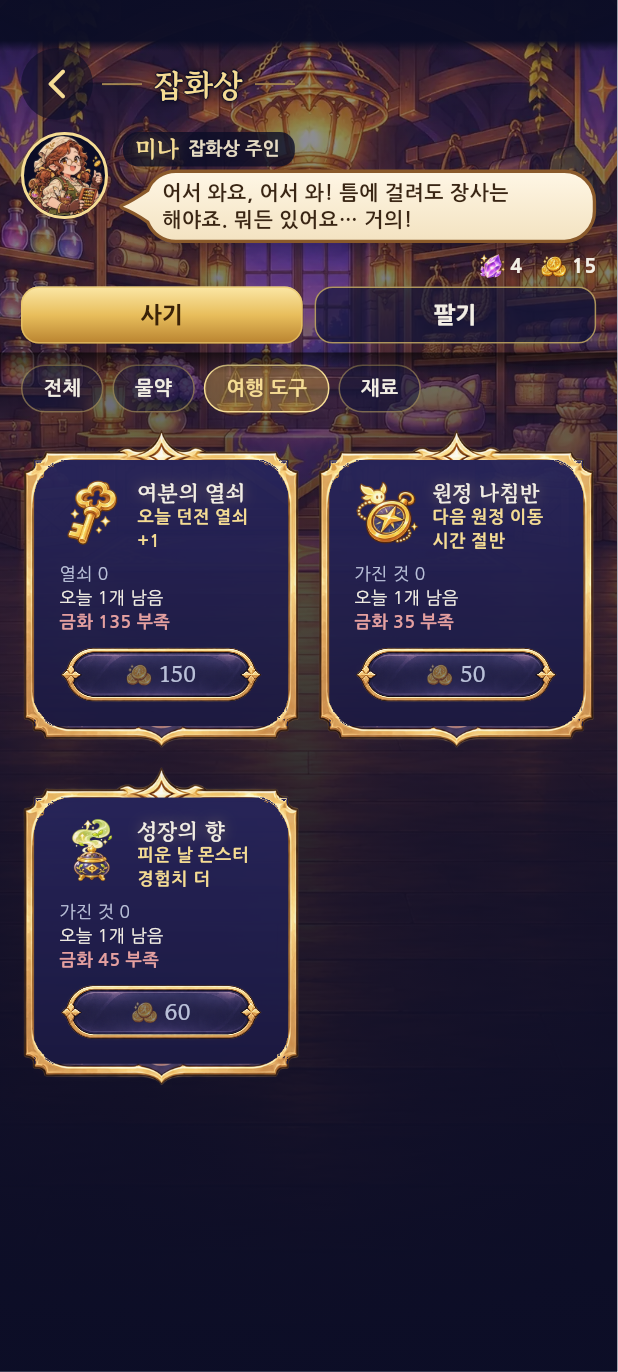 잡화상
미나 잡화상 주인
어서 와요, 어서 와! 틈에 걸려도 장사는
해야죠. 뭐든 있어요… 거의!
4 15
사기 팔기
전체 물약 여행 도구 재료
여분의 열쇠
오늘 던전 열쇠
+1
열쇠 0
오늘 1개 남음
금화 135 부족
150
원정 나침반
다음 원정 이동
시간 절반
가진 것 0
오늘 1개 남음
금화 35 부족
50
성장의 향
피운 날 몬스터
경험치 더
가진 것 0
오늘 1개 남음
금화 45 부족
60